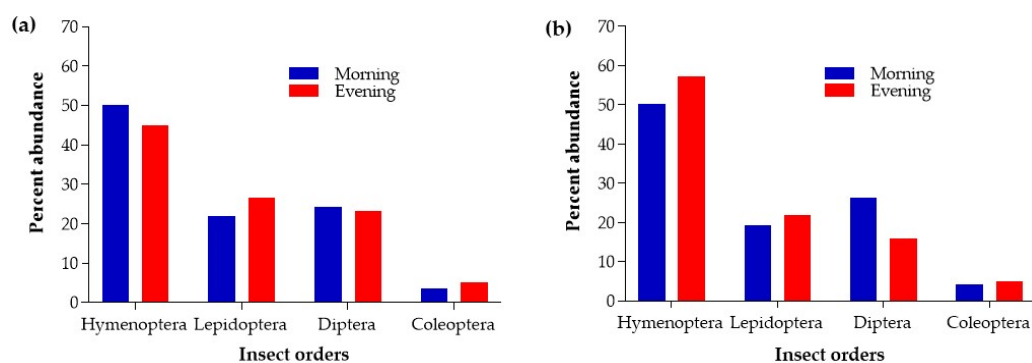 (a)
70
60
50
40
30
20
10
0
Percent abundance
Morning
Evening
Hymenoptera Lepidoptera Diptera Coleoptera
Insect orders
(b)
70
60
50
40
30
20
10
0
Percent abundance
Morning
Evening
Hymenoptera Lepidoptera Diptera Coleoptera
Insect orders